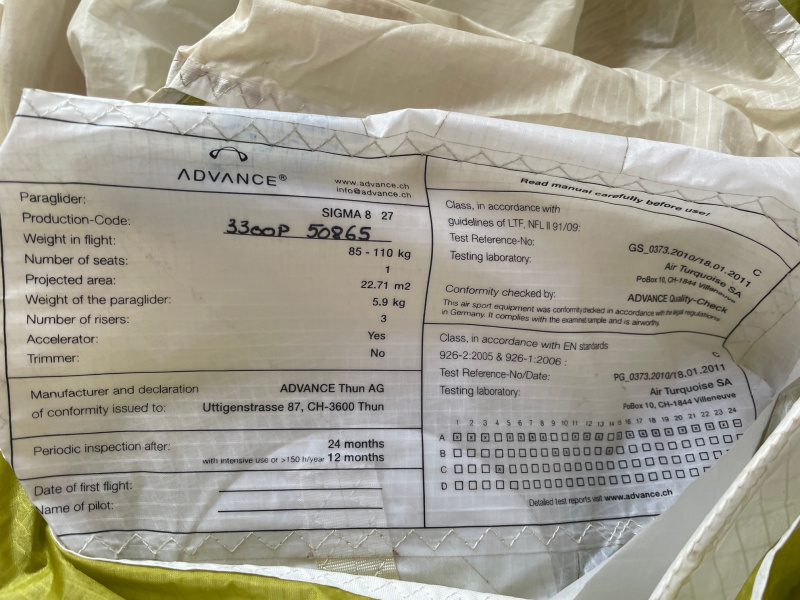 ADVANCE®
www.advance.ch
info@advance.ch
Paraglider: SIGMA 8 27
Production-Code: 3300P 50865
Weight in flight: 85 - 110 kg
Number of seats: 1
Projected area: 22.71 m2
Weight of the paraglider: 5.9 kg
Number of risers: 3
Accelerator: Yes
Trimmer: No
Manufacturer and declaration ADVANCE Thun AG
of conformity issued to: Uttigenstrasse 87, CH-3600 Thun
Periodic inspection after: 24 months
with intensive use or >150 h/year 12 months
Date of first flight:
Name of pilot:
Read manual carefully before use!
Class, in accordance with
guidelines of LTF, NFL II 91/09: C
Test Reference-No: GS_0373.2010/18.01.2011
Testing laboratory: Air Turquoise SA
PoBox 10, CH-1844 Villeneuve
Conformity checked by: ADVANCE Quality-Check
This air sport equipment was conformity checked in accordance with the legal regulations
in Germany. It complies with the examined sample and is airworthy.
Class, in accordance with EN standards
926-2:2005 & 926-1:2006 : C
Test Reference-No/Date: PG_0373.2010/18.01.2011
Testing laboratory: Air Turquoise SA
PoBox 10, CH-1844 Villeneuve
1 2 3 4 5 6 7 8 9 10 11 12 13 14 15 16 17 18 19 20 21 22 23 24
A
B
C
D
Detailed test reports visit www.advance.ch